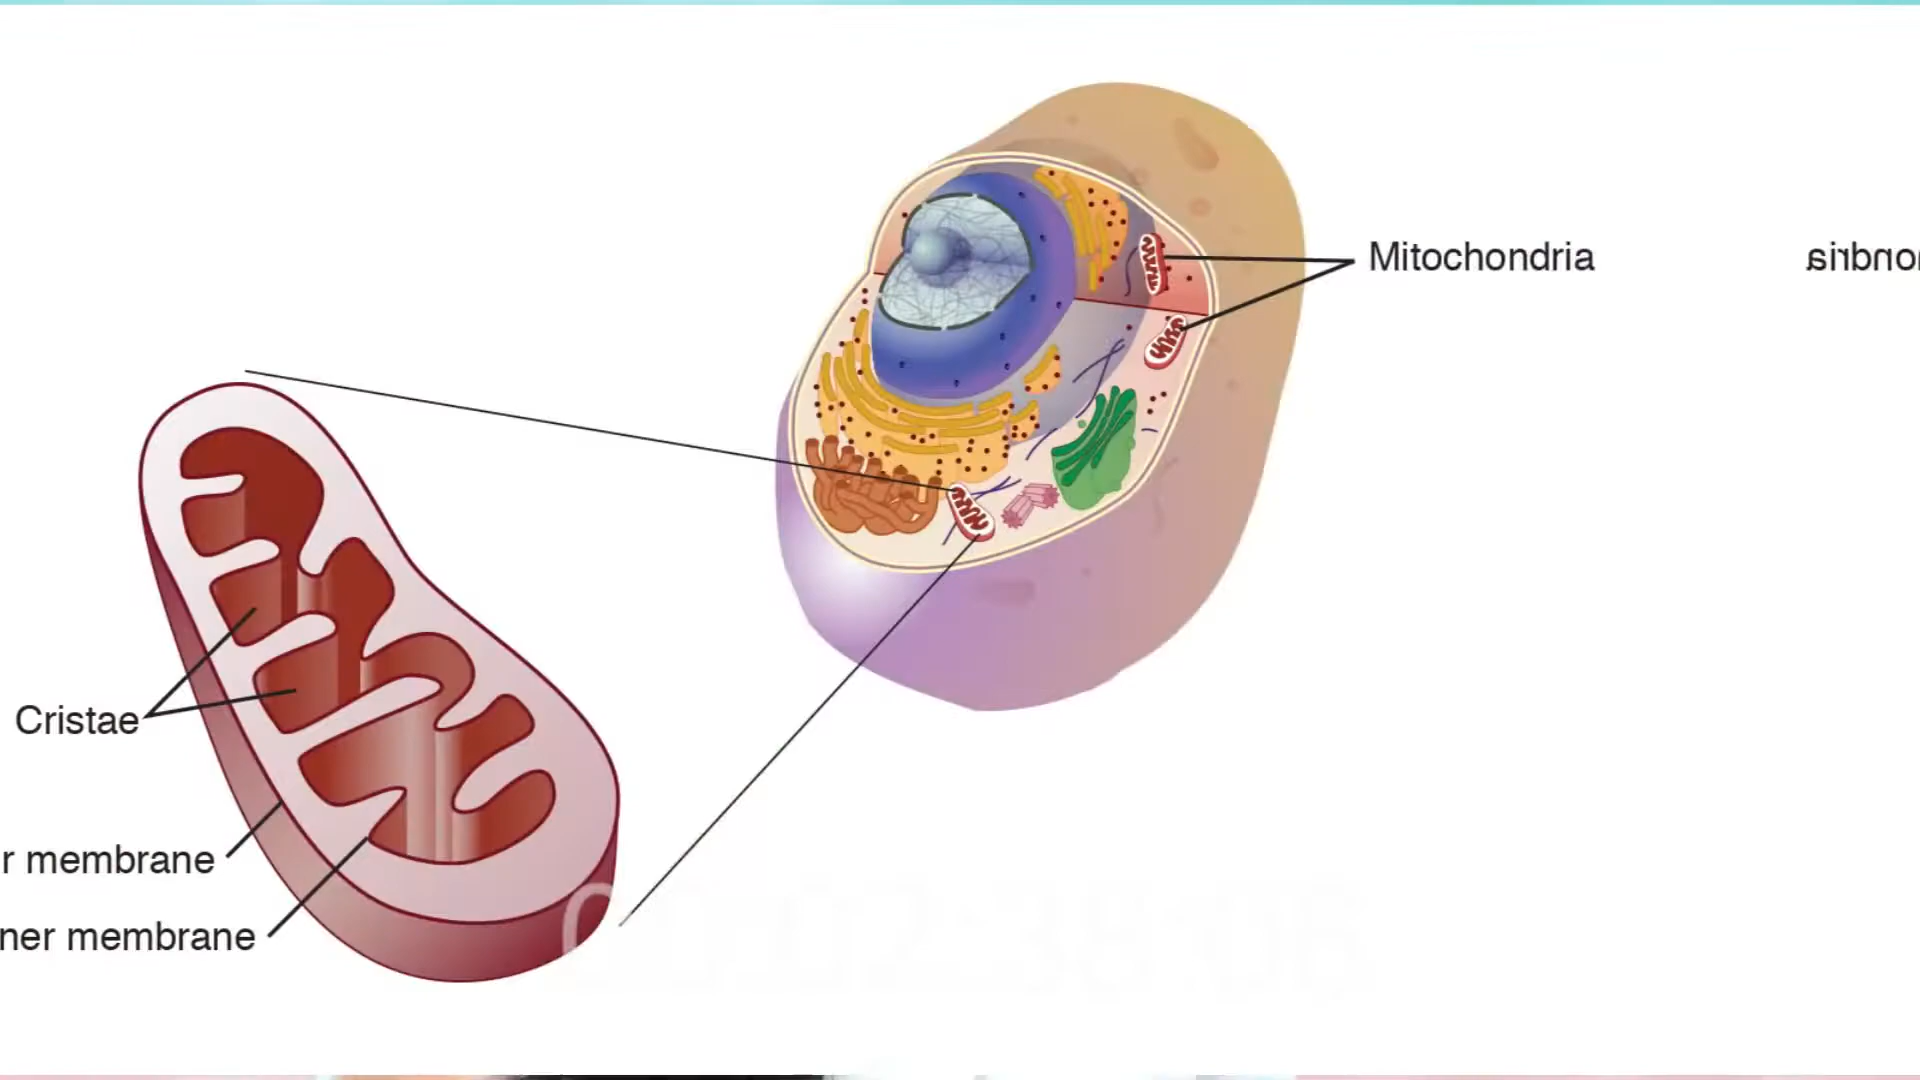 Mitochondria
Cristae
r membrane
ner membrane